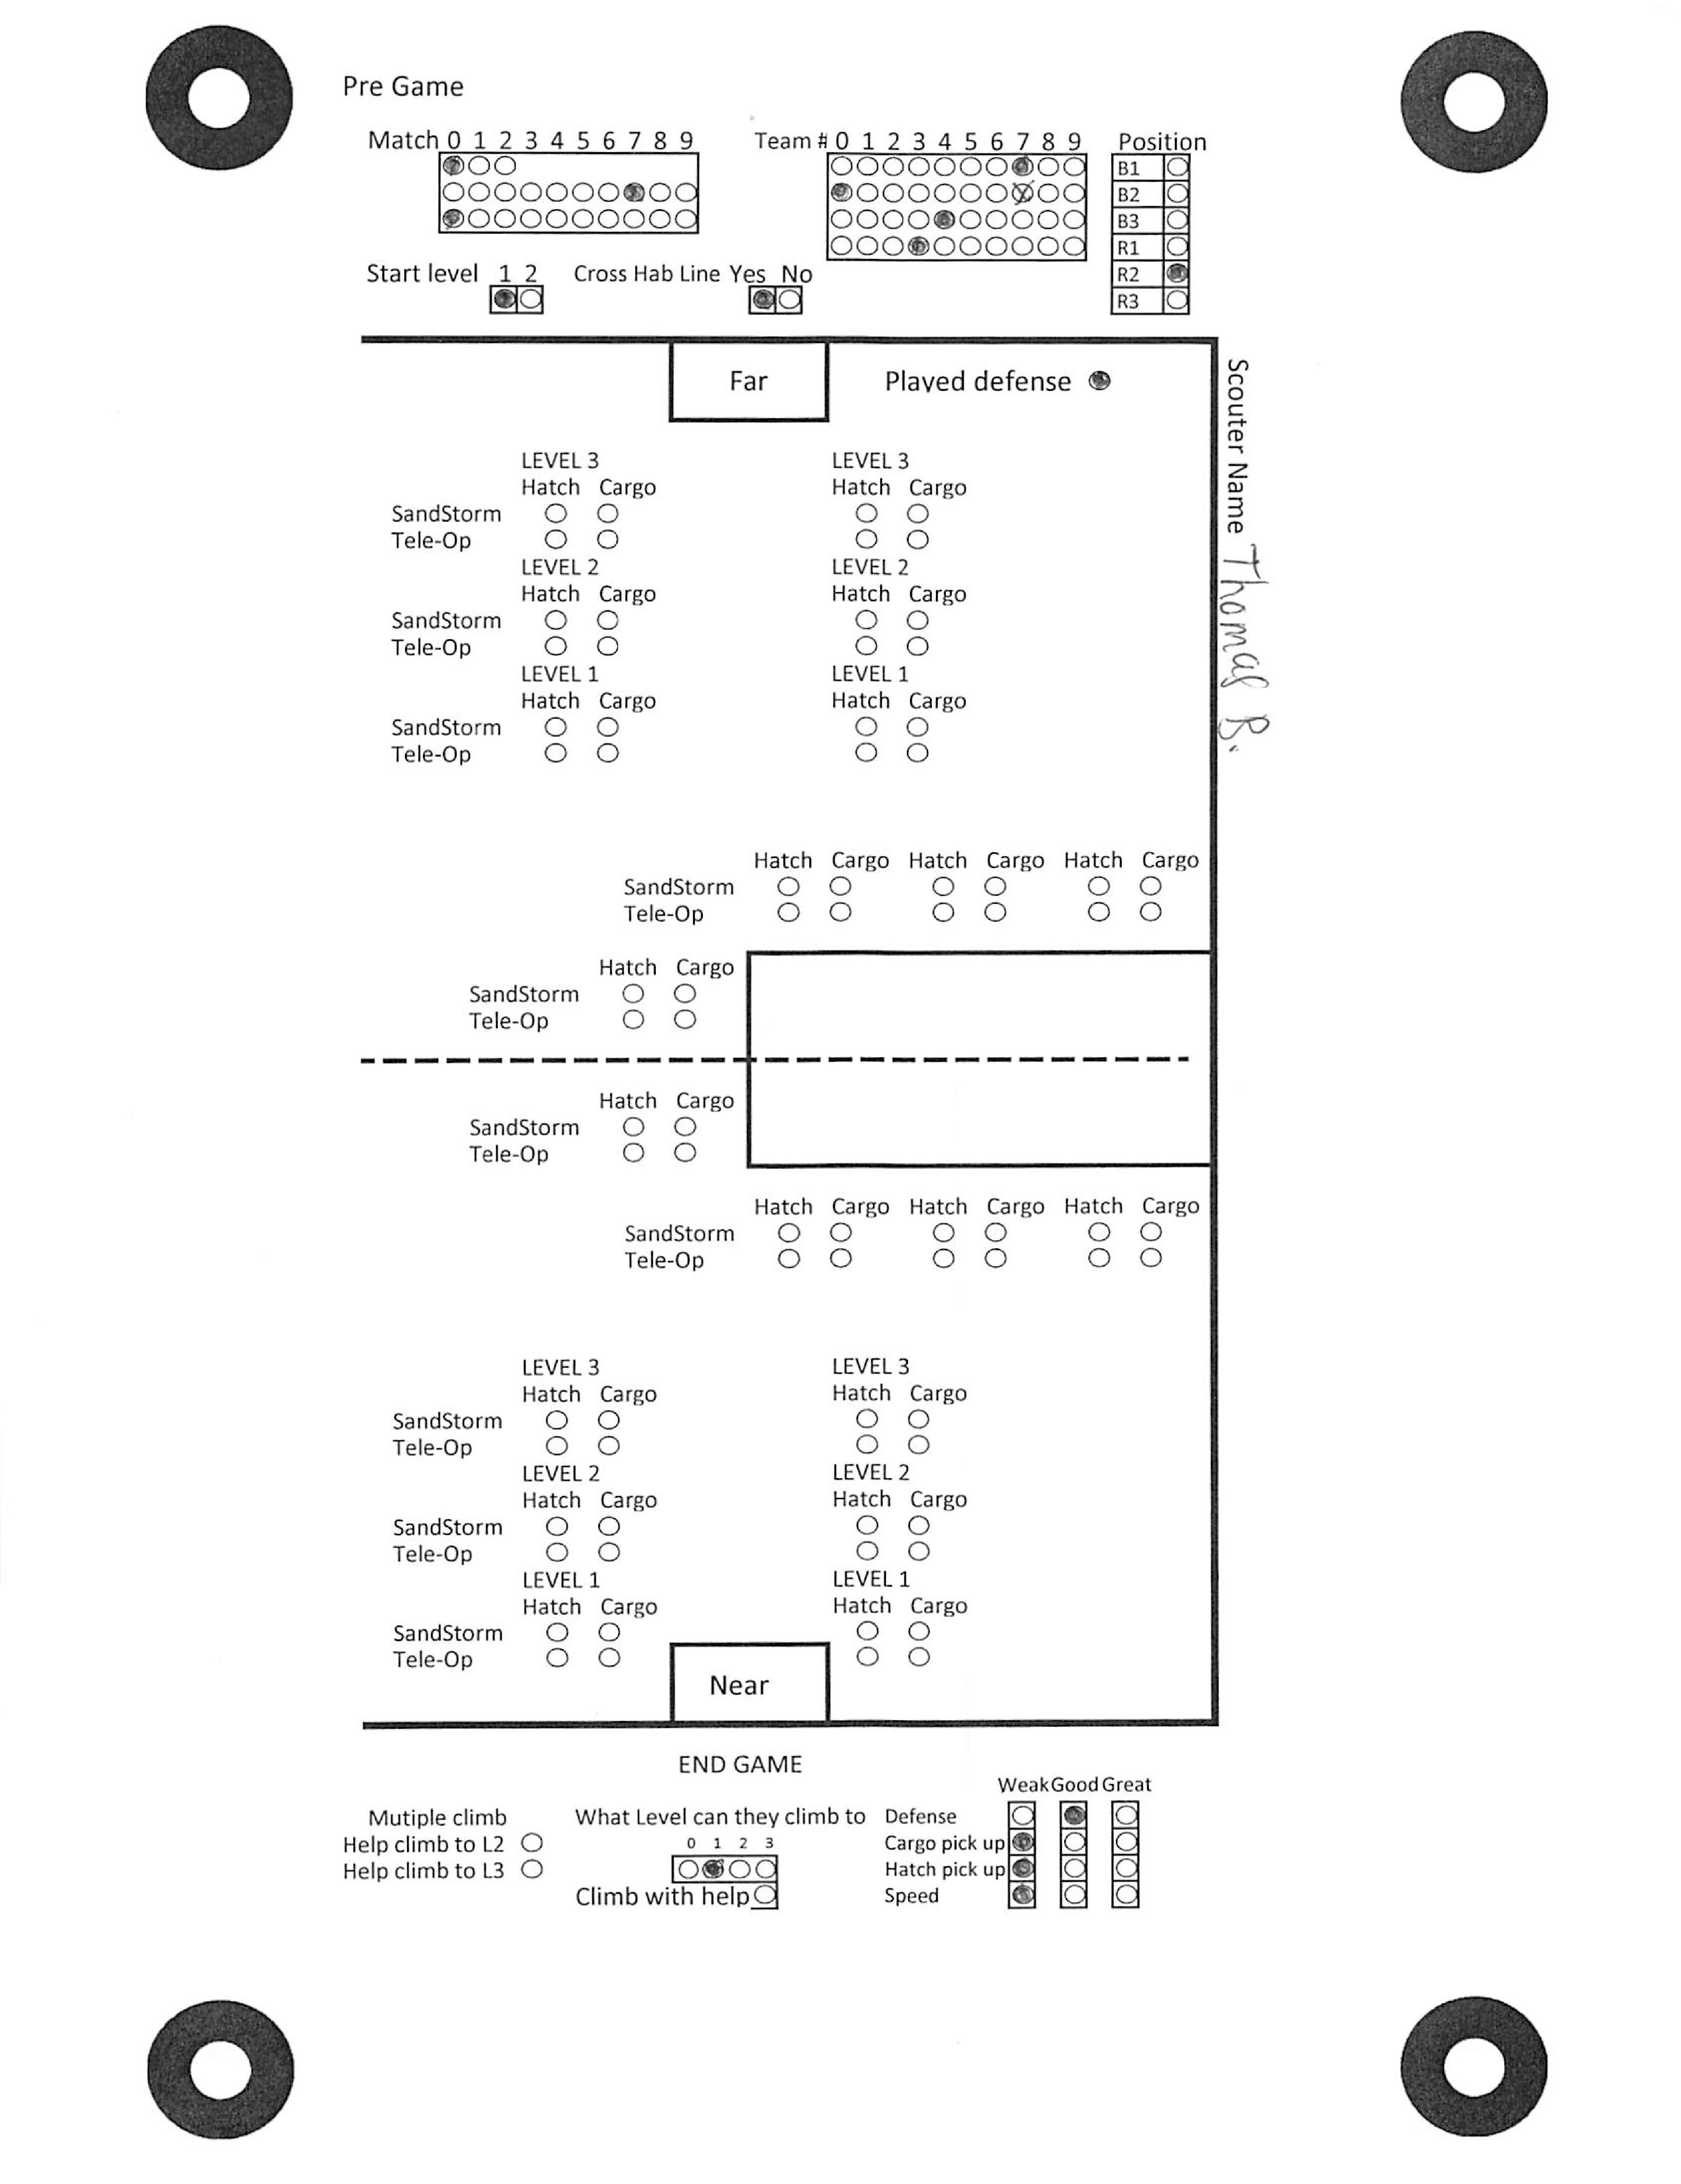 Pre Game
Match 0 1 2 3 4 5 6 7 8 9
Team # 0 1 2 3 4 5 6 7 8 9
Position
B1
B2
B3
R1
R2
R3
Start level 1 2
Cross Hab Line Yes No
Far
Played defense
Scouter Name Thomas B.
LEVEL 3 LEVEL 3
Hatch Cargo Hatch Cargo
SandStorm
Tele-Op
LEVEL 2 LEVEL 2
Hatch Cargo Hatch Cargo
SandStorm
Tele-Op
LEVEL 1 LEVEL 1
Hatch Cargo Hatch Cargo
SandStorm
Tele-Op
Hatch Cargo Hatch Cargo Hatch Cargo
SandStorm
Tele-Op
Hatch Cargo
SandStorm
Tele-Op
Hatch Cargo
SandStorm
Tele-Op
Hatch Cargo Hatch Cargo Hatch Cargo
SandStorm
Tele-Op
LEVEL 3 LEVEL 3
Hatch Cargo Hatch Cargo
SandStorm
Tele-Op
LEVEL 2 LEVEL 2
Hatch Cargo Hatch Cargo
SandStorm
Tele-Op
LEVEL 1 LEVEL 1
Hatch Cargo Hatch Cargo
SandStorm
Tele-Op
Near
END GAME
Mutiple climb
Help climb to L2
Help climb to L3
What Level can they climb to
0 1 2 3
Climb with help
Weak Good Great
Defense
Cargo pick up
Hatch pick up
Speed